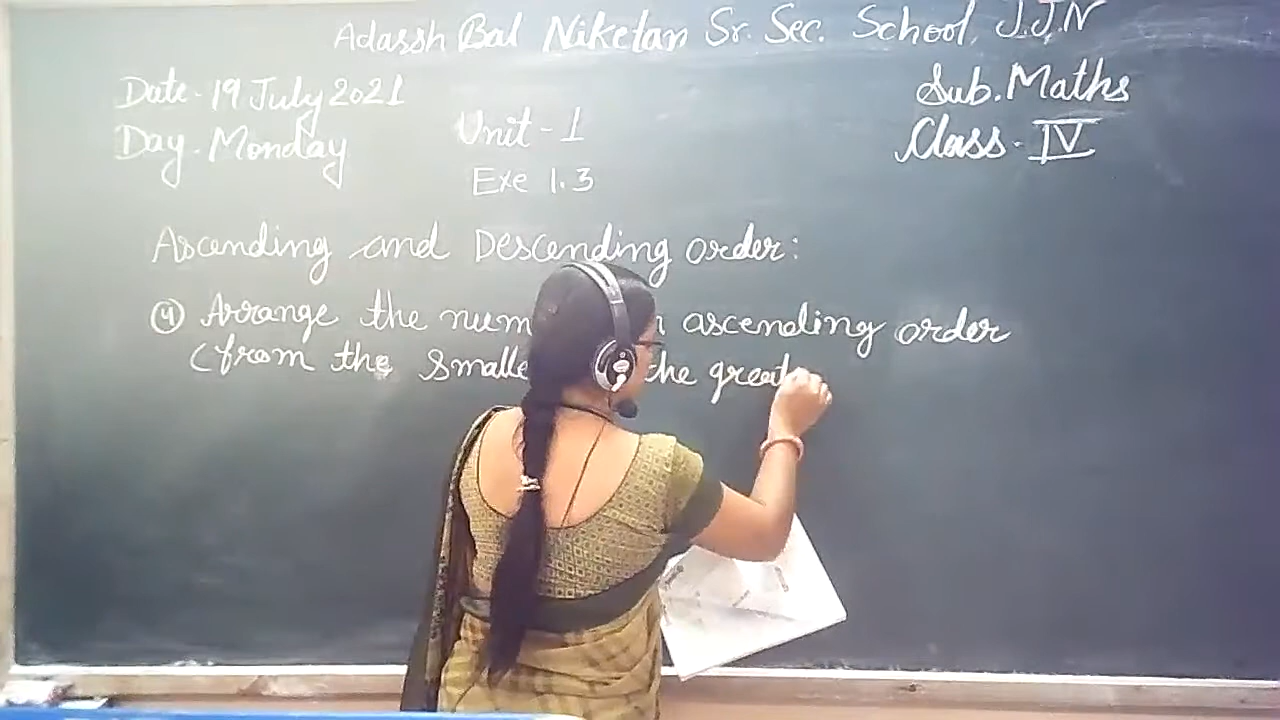 Adassh Bal Niketan Sr. Sec. School, J.J.N
Date - 19 July 2021
Sub. Maths
Day - Monday
Unit - 1
Class - IV
Exe 1.3
Ascending and Descending order:
(4) Arrange the num ascending order
(from the smalle the great